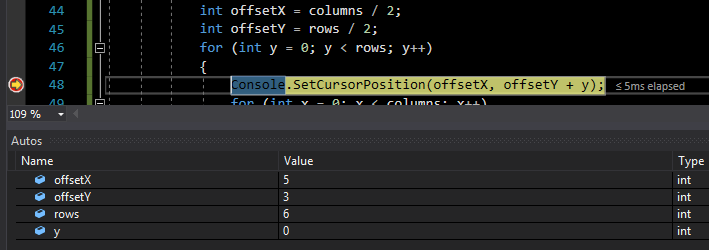 44 int offsetX = columns / 2;
45 int offsetY = rows / 2;
46 for (int y = 0; y < rows; y++)
47 {
48 Console.SetCursorPosition(offsetX, offsetY + y); ≤ 5ms elapsed
49 for (int x = 0; x < columns; x++)
109 %
Autos
Name Value Type
offsetX 5 int
offsetY 3 int
rows 6 int
y 0 int